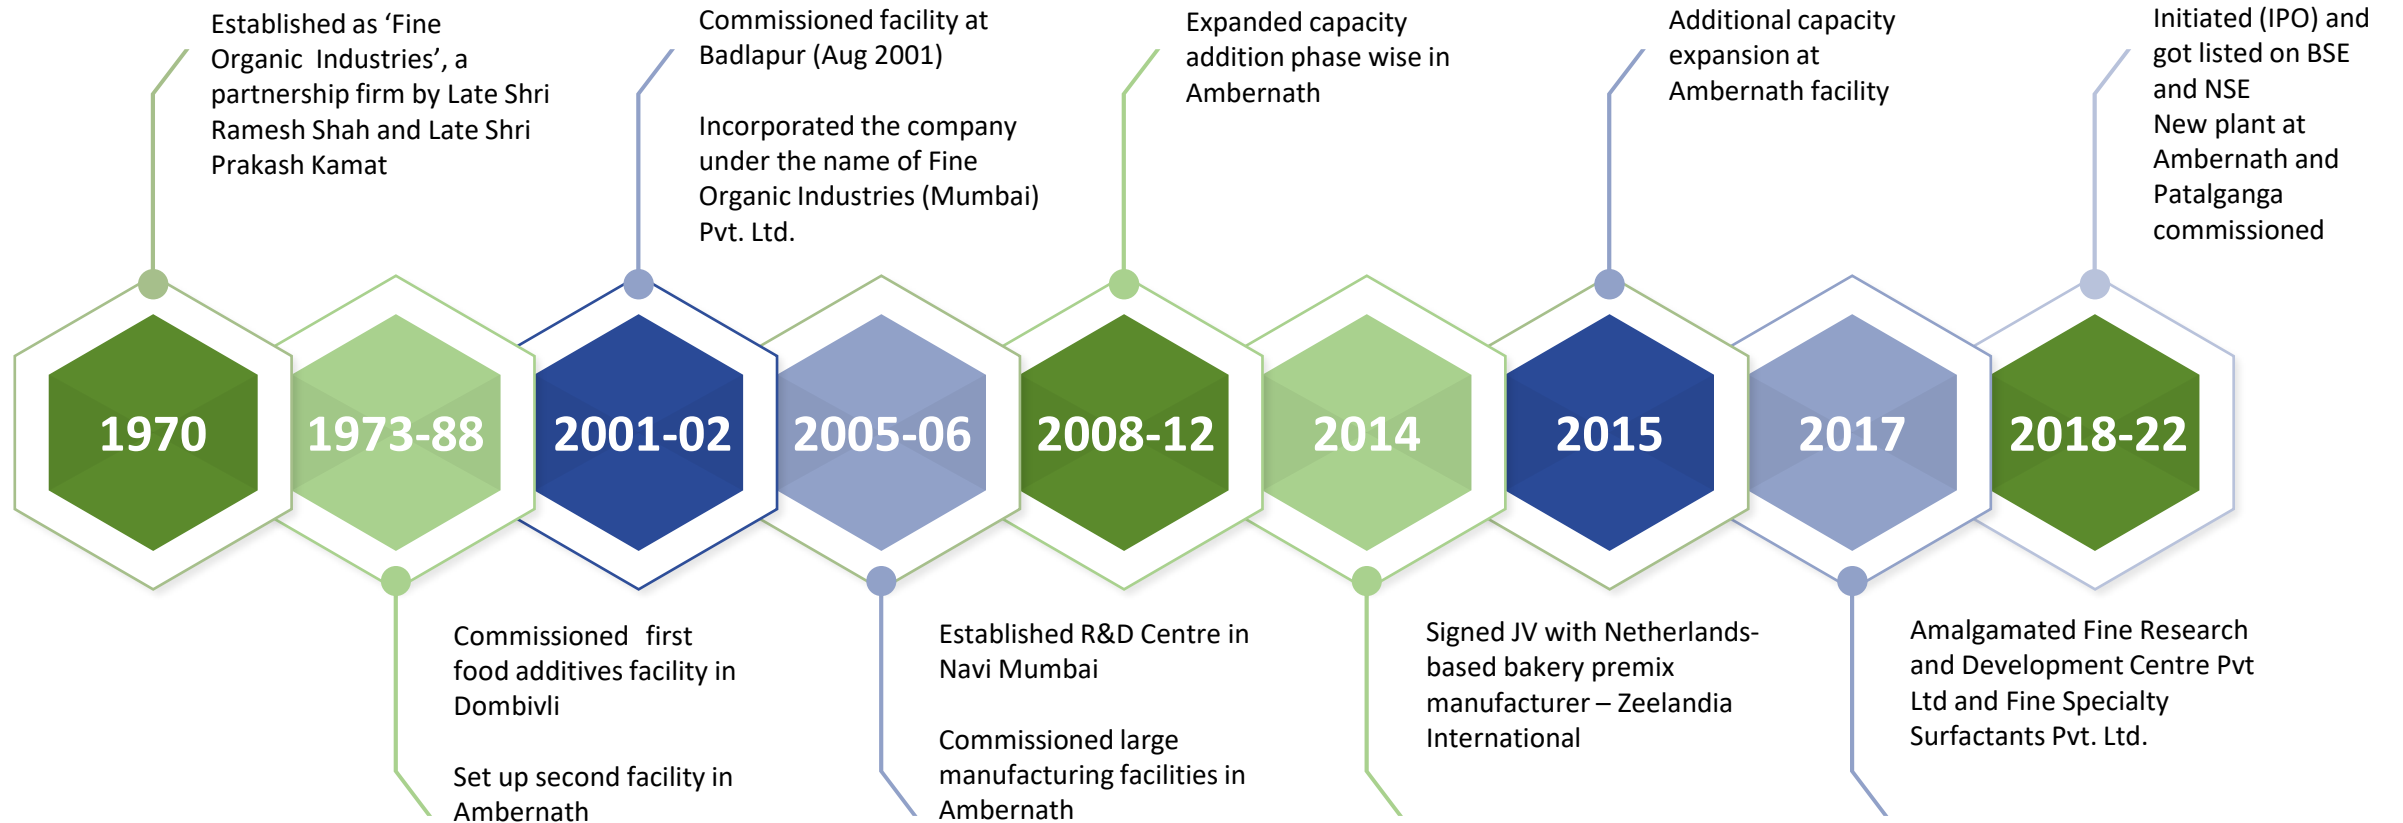 Established as ‘Fine
Organic Industries’, a
partnership firm by Late Shri
Ramesh Shah and Late Shri
Prakash Kamat
Commissioned facility at
Badlapur (Aug 2001)
Incorporated the company
under the name of Fine
Organic Industries (Mumbai)
Pvt. Ltd.
Expanded capacity
addition phase wise in
Ambernath
Additional capacity
expansion at
Ambernath facility
Initiated (IPO) and
got listed on BSE
and NSE
New plant at
Ambernath and
Patalganga
commissioned
1970
1973-88
2001-02
2005-06
2008-12
2014
2015
2017
2018-22
Commissioned first
food additives facility in
Dombivli
Set up second facility in
Ambernath
Established R&D Centre in
Navi Mumbai
Commissioned large
manufacturing facilities in
Ambernath
Signed JV with Netherlands-
based bakery premix
manufacturer – Zeelandia
International
Amalgamated Fine Research
and Development Centre Pvt
Ltd and Fine Specialty
Surfactants Pvt. Ltd.